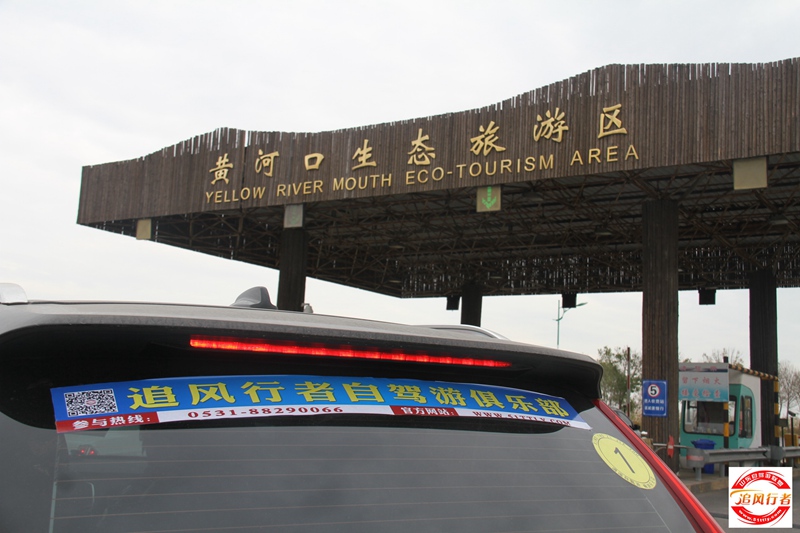 黄河口生态旅游区
YELLOW RIVER MOUTH ECO-TOURISM AREA
追风行者自驾游俱乐部
参与热线: 0531-88290066 官方网站:
5
1
追风行者